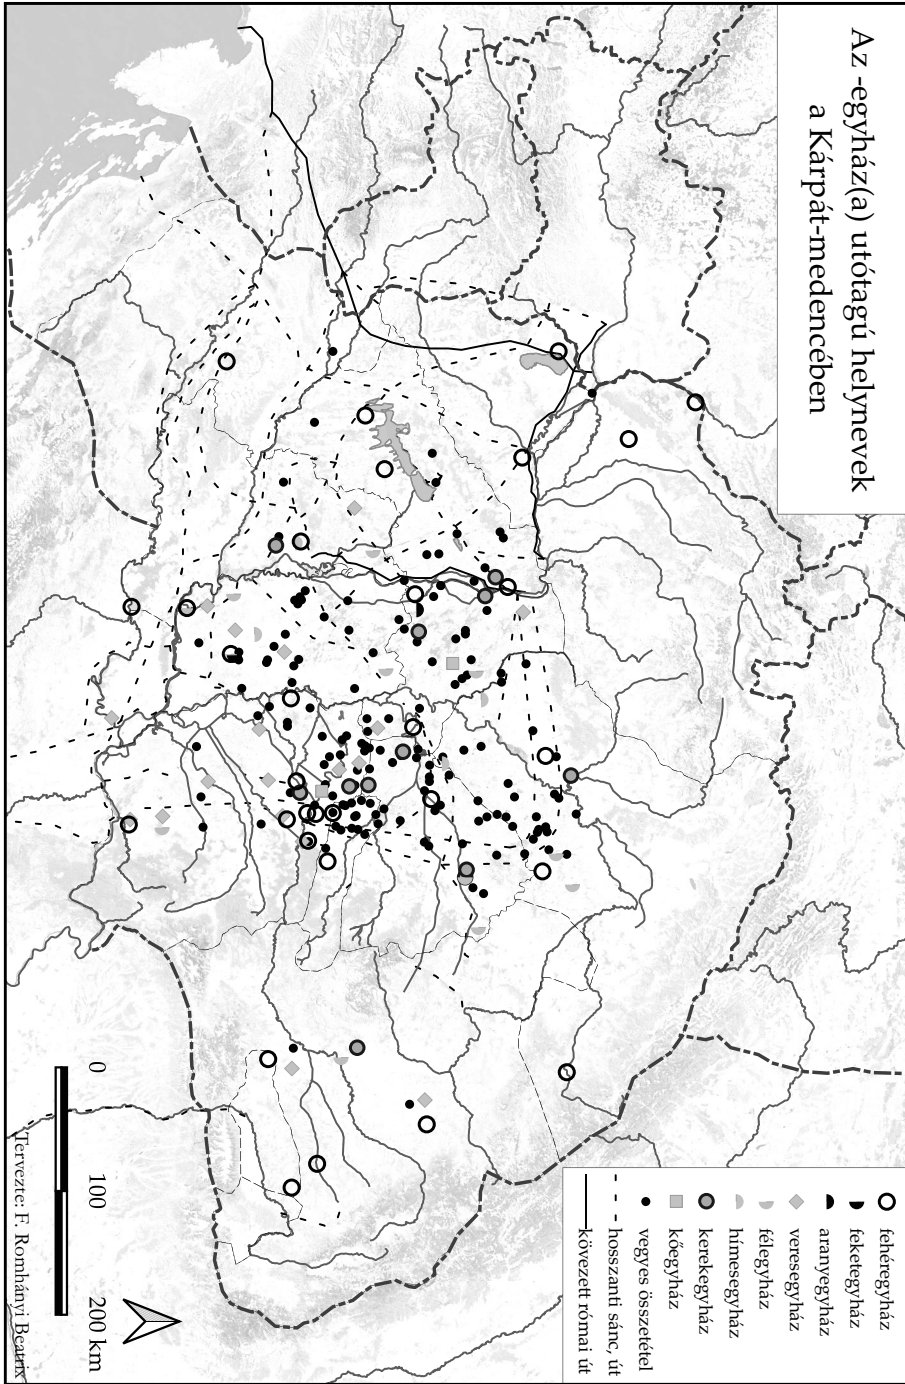 Az -egyház(a) utótagú helynevek
a Kárpát-medencében
fehéregyház
feketegyház
aranyegyház
veresegyház
félegyház
hímesegyház
kerekegyház
kőegyház
vegyes összetétel
hosszanti sánc, út
kövezett római út
0 100 200 km
Tervezte: F. Romhányi Beatrix